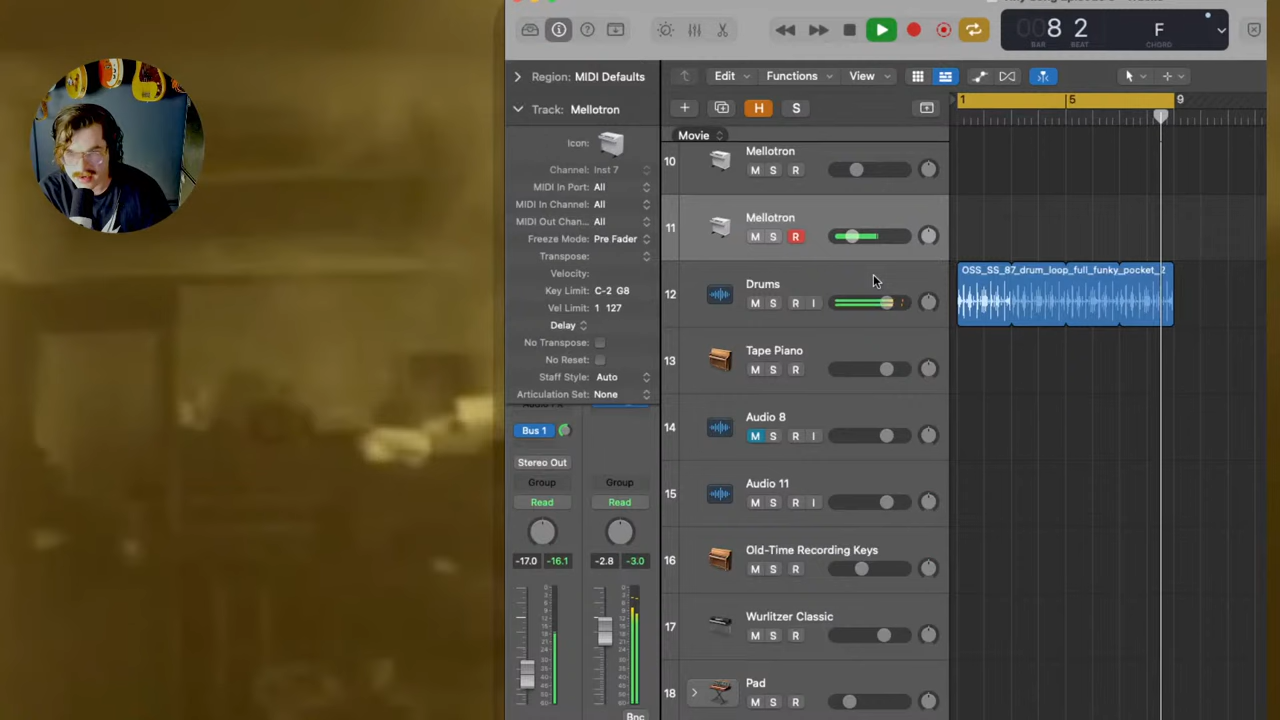 8 2
F
BAR
BEAT
CHORD
Region: MIDI Defaults
Edit
Functions
View
Track: Mellotron
H
S
1
5
9
Icon:
Movie
Channel: Inst 7
10
Mellotron
M S R
MIDI In Port: All
MIDI In Channel: All
MIDI Out Chan... All
11
Mellotron
M S R
Freeze Mode: Pre Fader
Transpose:
Velocity:
Key Limit: C-2 G8
Vel Limit: 1 127
12
Drums
M S R I
OSS_SS_87_drum_loop_full_funky_pocket_2
Delay
No Transpose:
No Reset:
Staff Style: Auto
Articulation Set: None
13
Tape Piano
M S R
14
Audio 8
M S R I
Bus 1
Stereo Out
Group
Group
Read
Read
15
Audio 11
M S R I
-17.0
-16.1
-2.8
-3.0
16
Old-Time Recording Keys
M S R
17
Wurlitzer Classic
M S R
18
Pad
M S R
Bnc